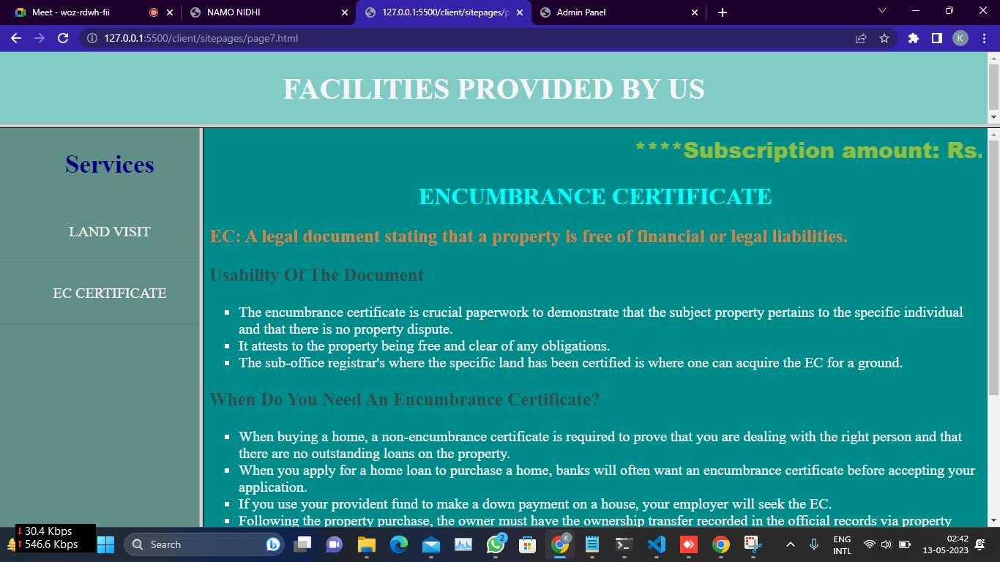 Meet - woz-rdwh-fii
NAMO NIDHI
127.0.0.1:5500/client/sitepages/p
Admin Panel
127.0.0.1:5500/client/sitepages/page7.html
K
FACILITIES PROVIDED BY US
Services
LAND VISIT
EC CERTIFICATE
****Subscription amount: Rs.
ENCUMBRANCE CERTIFICATE
EC: A legal document stating that a property is free of financial or legal liabilities.
Usability Of The Document
The encumbrance certificate is crucial paperwork to demonstrate that the subject property pertains to the specific individual
and that there is no property dispute.
It attests to the property being free and clear of any obligations.
The sub-office registrar's where the specific land has been certified is where one can acquire the EC for a ground.
When Do You Need An Encumbrance Certificate?
When buying a home, a non-encumbrance certificate is required to prove that you are dealing with the right person and that
there are no outstanding loans on the property.
When you apply for a home loan to purchase a home, banks will often want an encumbrance certificate before accepting your
application.
If you use your provident fund to make a down payment on a house, your employer will seek the EC.
Following the property purchase, the owner must have the ownership transfer recorded in the official records via property
30.4 Kbps
546.6 Kbps
Search
2
K
ENG
INTL
02:42
13-05-2023